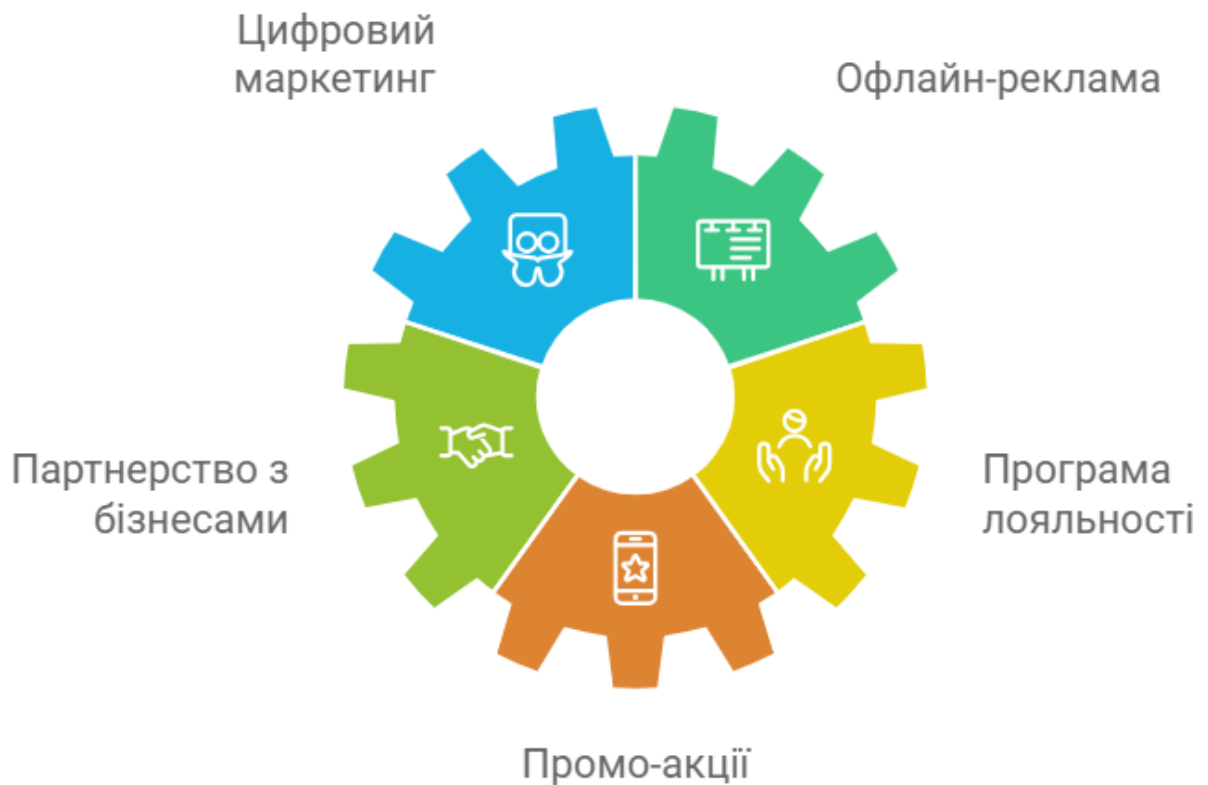 Цифровий
маркетинг
Офлайн-реклама
Партнерство з
бізнесами
Програма
лояльності
Промо-акції